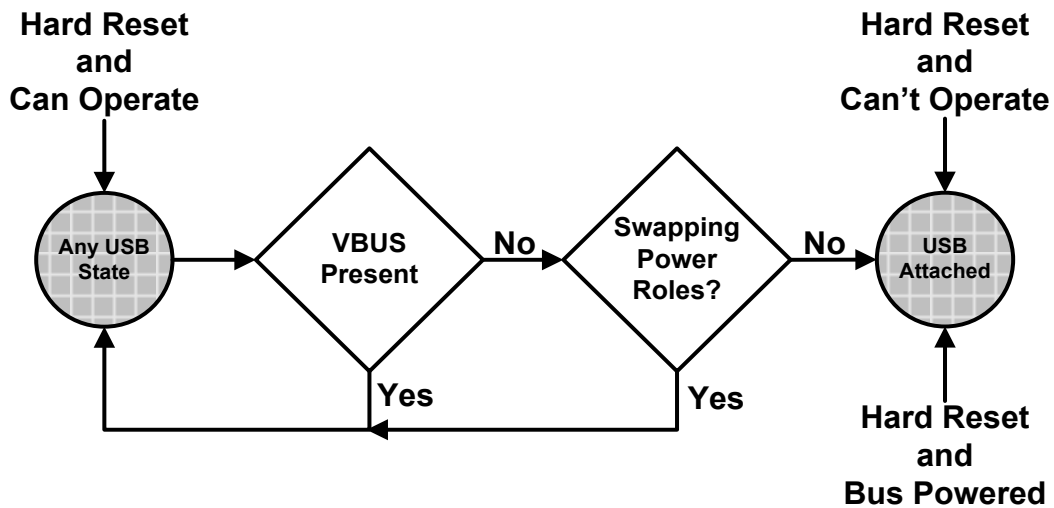 Hard Reset
and
Can Operate
Hard Reset
and
Can't Operate
Any USB
State
VBUS
Present
No
Swapping
Power
Roles?
No
USB
Attached
Yes
Yes
Hard Reset
and
Bus Powered